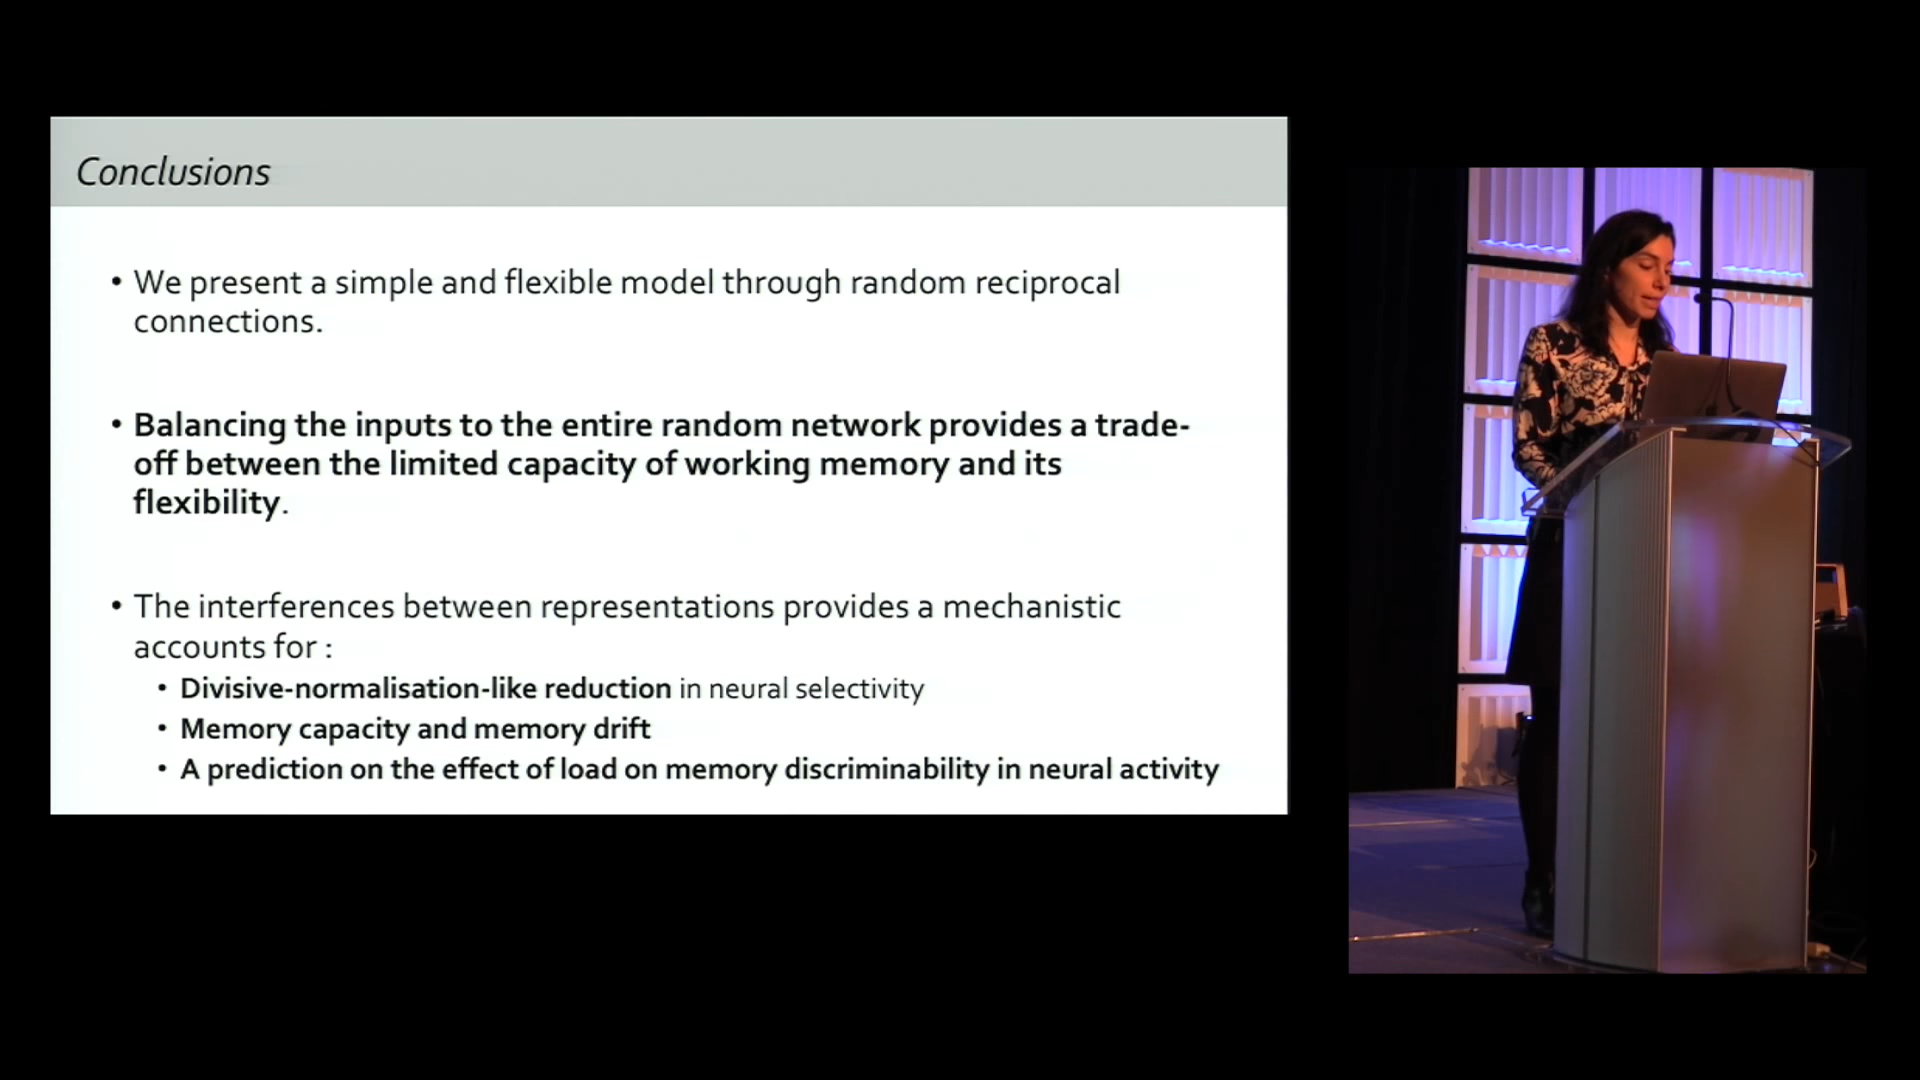 Conclusions
• We present a simple and flexible model through random reciprocal
connections.
• Balancing the inputs to the entire random network provides a trade-
off between the limited capacity of working memory and its
flexibility.
• The interferences between representations provides a mechanistic
accounts for :
• Divisive-normalisation-like reduction in neural selectivity
• Memory capacity and memory drift
• A prediction on the effect of load on memory discriminability in neural activity